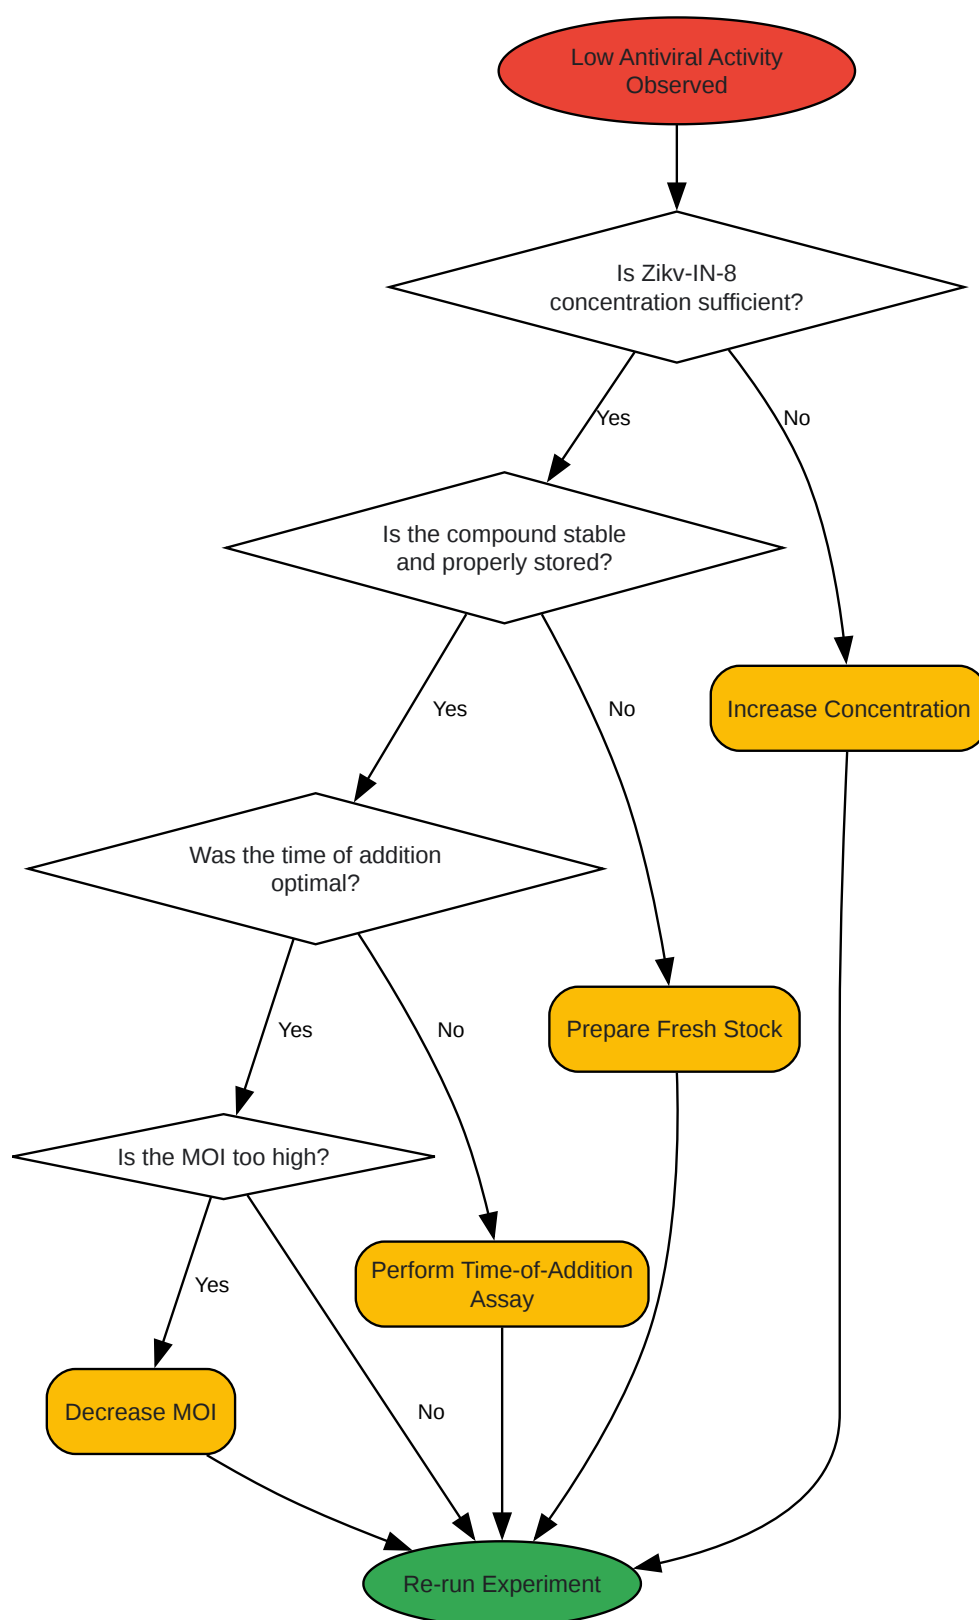 Low Antiviral Activity
Observed
Is Zikv-IN-8
concentration sufficient?
Yes
No
Is the compound stable
and properly stored?
Yes
No
Increase Concentration
Was the time of addition
optimal?
Yes
No
Prepare Fresh Stock
Is the MOI too high?
Yes
No
Perform Time-of-Addition
Assay
Decrease MOI
Re-run Experiment